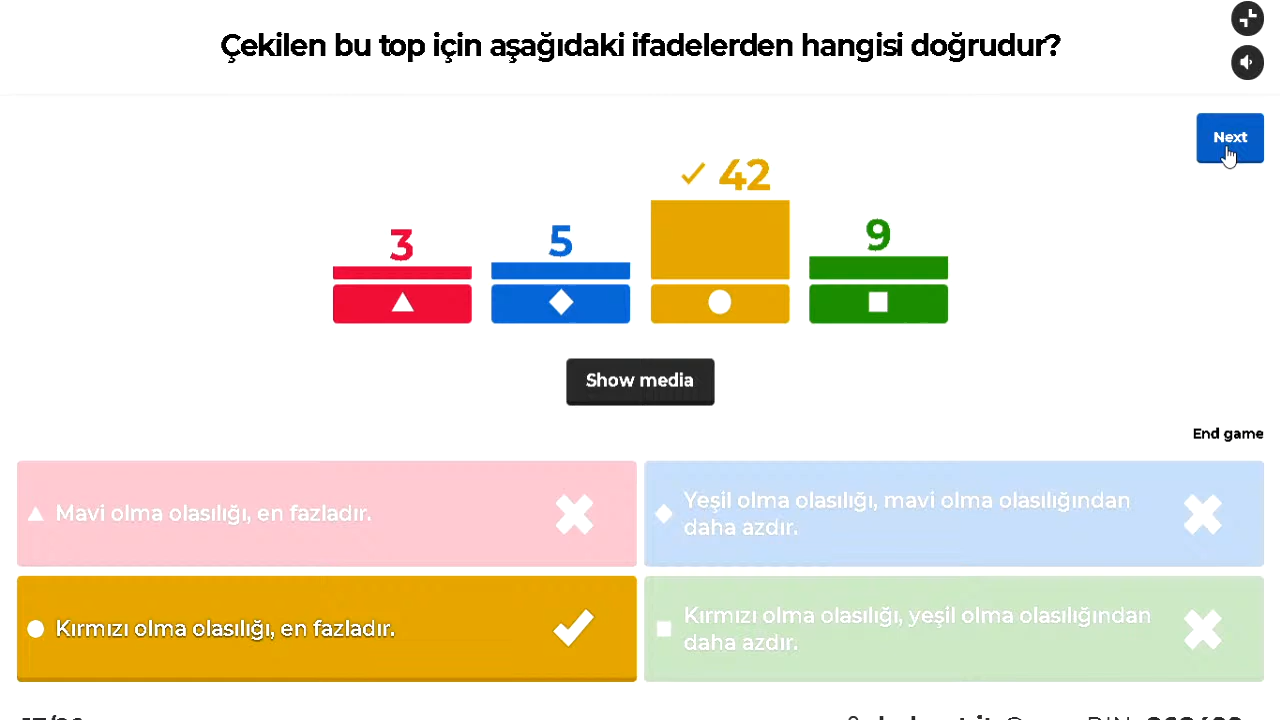 Çekilen bu top için aşağıdaki ifadelerden hangisi doğrudur?
Next
3
5
42
9
Show media
End game
Mavi olma olasılığı, en fazladır.
Yeşil olma olasılığı, mavi olma olasılığından
daha azdır.
Kırmızı olma olasılığı, en fazladır.
Kırmızı olma olasılığı, yeşil olma olasılığından
daha azdır.